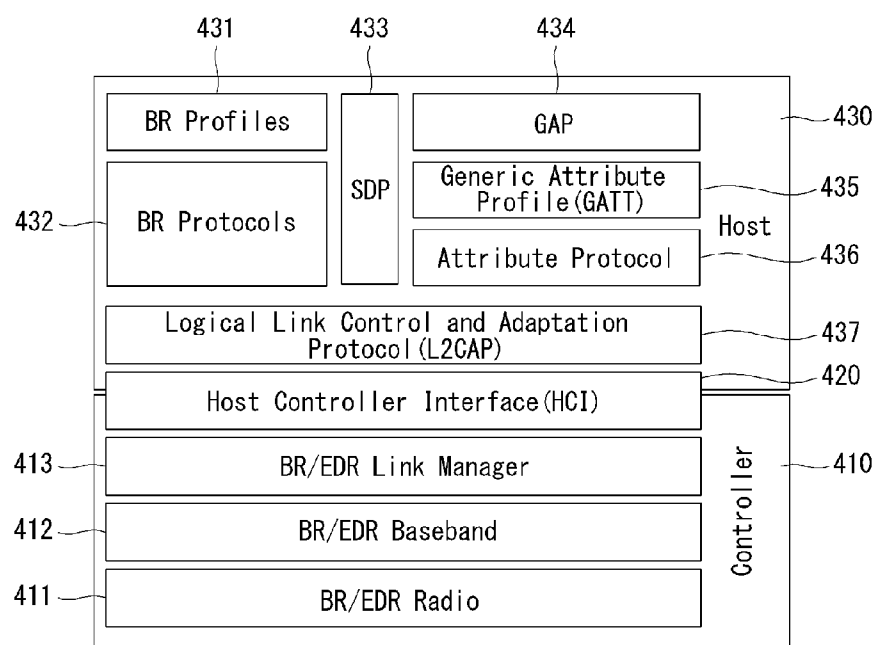 431
433
434
BR Profiles
GAP
430
SDP
Generic Attribute
Profile(GATT)
435
432
BR Protocols
Host
Attribute Protocol
436
Logical Link Control and Adaptation
Protocol(L2CAP)
437
420
Host Controller Interface(HCI)
413
BR/EDR Link Manager
410
Controller
412
BR/EDR Baseband
411
BR/EDR Radio